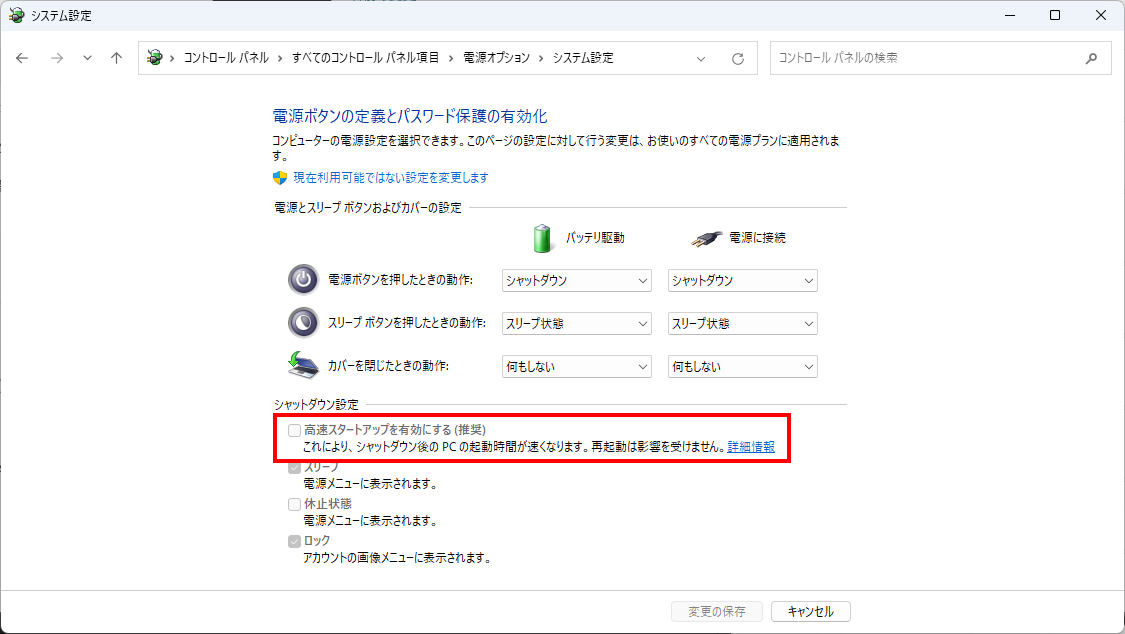 システム設定
コントロール パネル › すべてのコントロール パネル項目 › 電源オプション › システム設定
コントロール パネルの検索
電源ボタンの定義とパスワード保護の有効化
コンピューターの電源設定を選択できます。このページの設定に対して行う変更は、お使いのすべての電源プランに適用されま
す。
現在利用可能ではない設定を変更します
電源とスリープ ボタンおよびカバーの設定
バッテリ駆動 電源に接続
電源ボタンを押したときの動作: シャットダウン シャットダウン
スリープ ボタンを押したときの動作: スリープ状態 スリープ状態
カバーを閉じたときの動作: 何もしない 何もしない
シャットダウン設定
高速スタートアップを有効にする (推奨)
これにより、シャットダウン後の PC の起動時間が速くなります。再起動は影響を受けません。詳細情報
スリープ
電源メニューに表示されます。
休止状態
電源メニューに表示されます。
ロック
アカウントの画像メニューに表示されます。
変更の保存 キャンセル